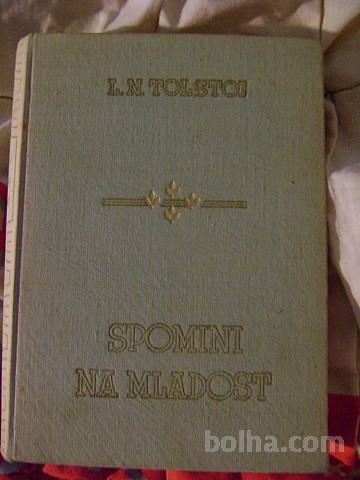 L. N. TOLSTOJ
SPOMINI
NA MLADOST
bolha.com